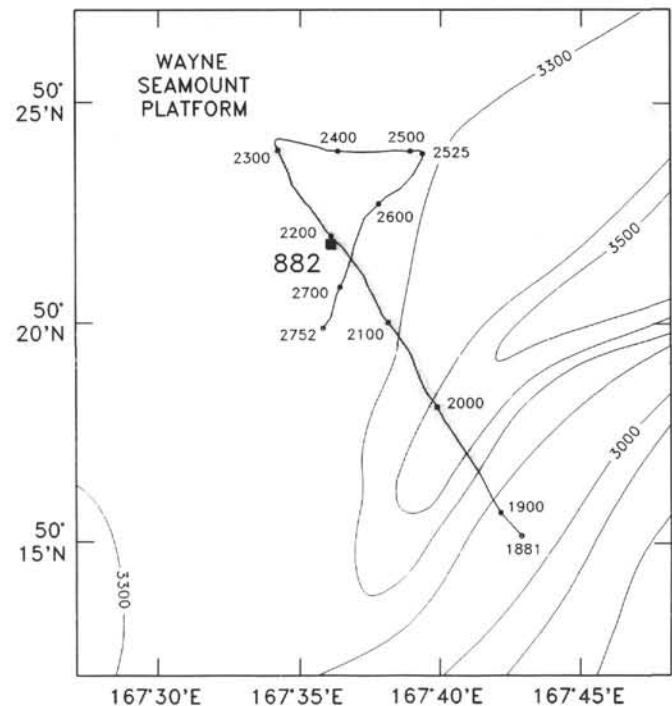 WAYNE
SEAMOUNT
PLATFORM
3300
50°
25'N
2400
2500
2525
2300
2600
3500
2200
882
2700
50°
20'N
2752
2100
2000
3000
1900
50°
15'N
1881
3300
167°30'E
167°35'E
167°40'E
167°45'E